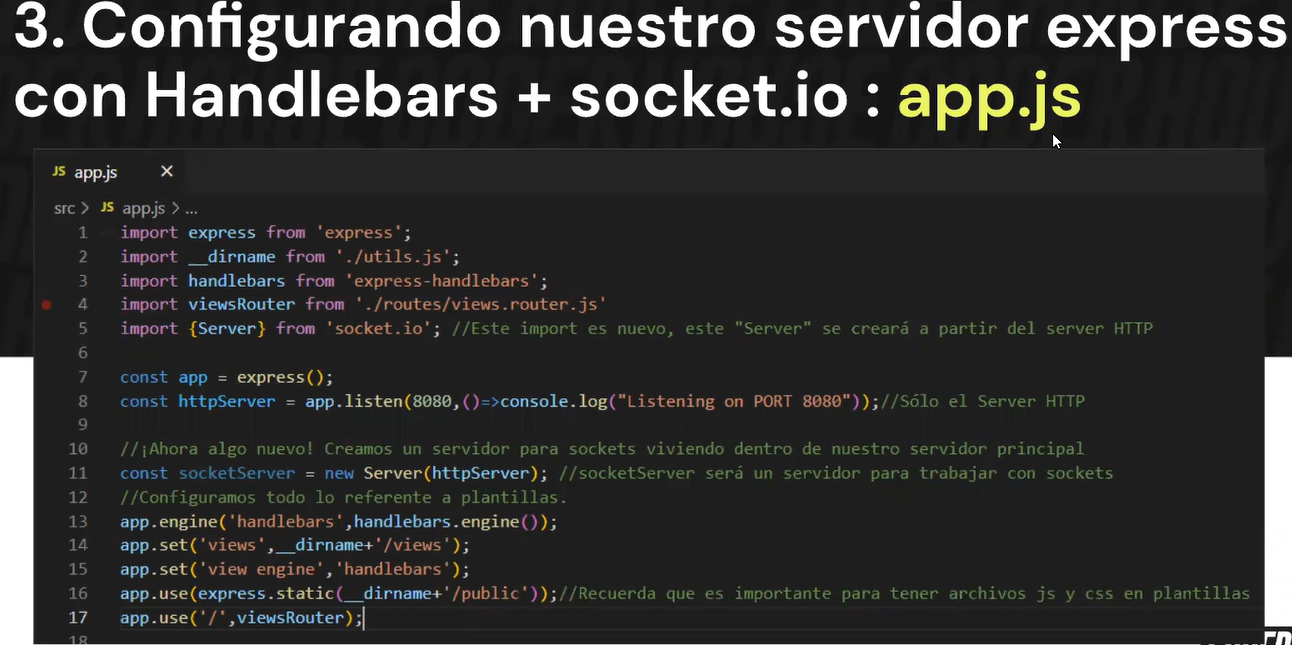 3. Configurando nuestro servidor express
con Handlebars + socket.io : app.js
JS app.js ×
src > JS app.js > ...
1 import express from 'express';
2 import __dirname from './utils.js';
3 import handlebars from 'express-handlebars';
4 import viewsRouter from './routes/views.router.js'
5 import {Server} from 'socket.io'; //Este import es nuevo, este "Server" se creará a partir del server HTTP
6
7 const app = express();
8 const httpServer = app.listen(8080,()=>console.log("Listening on PORT 8080"));//Sólo el Server HTTP
9
10 //¡Ahora algo nuevo! Creamos un servidor para sockets viviendo dentro de nuestro servidor principal
11 const socketServer = new Server(httpServer); //socketServer será un servidor para trabajar con sockets
12 //Configuramos todo lo referente a plantillas.
13 app.engine('handlebars',handlebars.engine());
14 app.set('views',__dirname+'/views');
15 app.set('view engine','handlebars');
16 app.use(express.static(__dirname+'/public'));//Recuerda que es importante para tener archivos js y css en plantillas
17 app.use('/',viewsRouter);
18